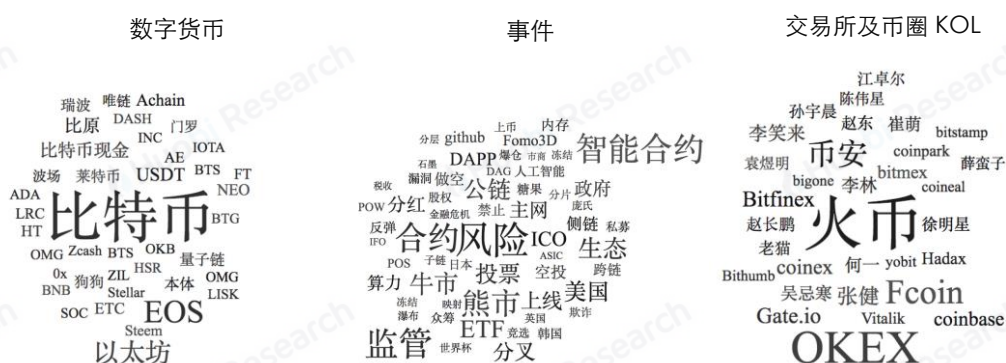 数字货币
事件
交易所及币圈 KOL
瑞波 唯链 Achain
比原 DASH 门罗
INC
比特币现金 AE IOTA
波场 莱特币 USDT BTS FT
ADA NEO
LRC 比特币 BTG
HT
OMG Zcash BTS OKB 量子链
0x 狗狗 ZIL HSR 本体 OMG
BNB Stellar LISK
SOC ETC EOS
Steem
以太坊
上币 内存
分层 github Fomo3D 智能合约
石墨 DAPP 爆仓 市商 冻结
漏洞 做空 DAG 人工智能
税收 公链 糖果 政府
POW 分红 股权 分片 庞氏
金融危机 禁止 主网 侧链 私募
反弹 合约 风险 ICO 生态
IFO ASIC
POS 子链 日本 投票 空投 跨链
算力 牛市 美国
冻结 映射 熊市 上线 欺诈
瀑布 众筹 英国
监管 ETF 竞选 韩国
世界杯 分叉
江卓尔
陈伟星
孙宇晨 赵东 崔萌
李笑来 bitstamp
币安 coinpark
袁煜明 bitmex 薛蛮子
bigone 李林 coineal
Bitfinex
赵长鹏 火币 徐明星
老猫
Bithumb coinex 何一 yobit Hadax
吴忌寒 张健 Fcoin
Gate.io Vitalik coinbase
OKEX
Huobi Research